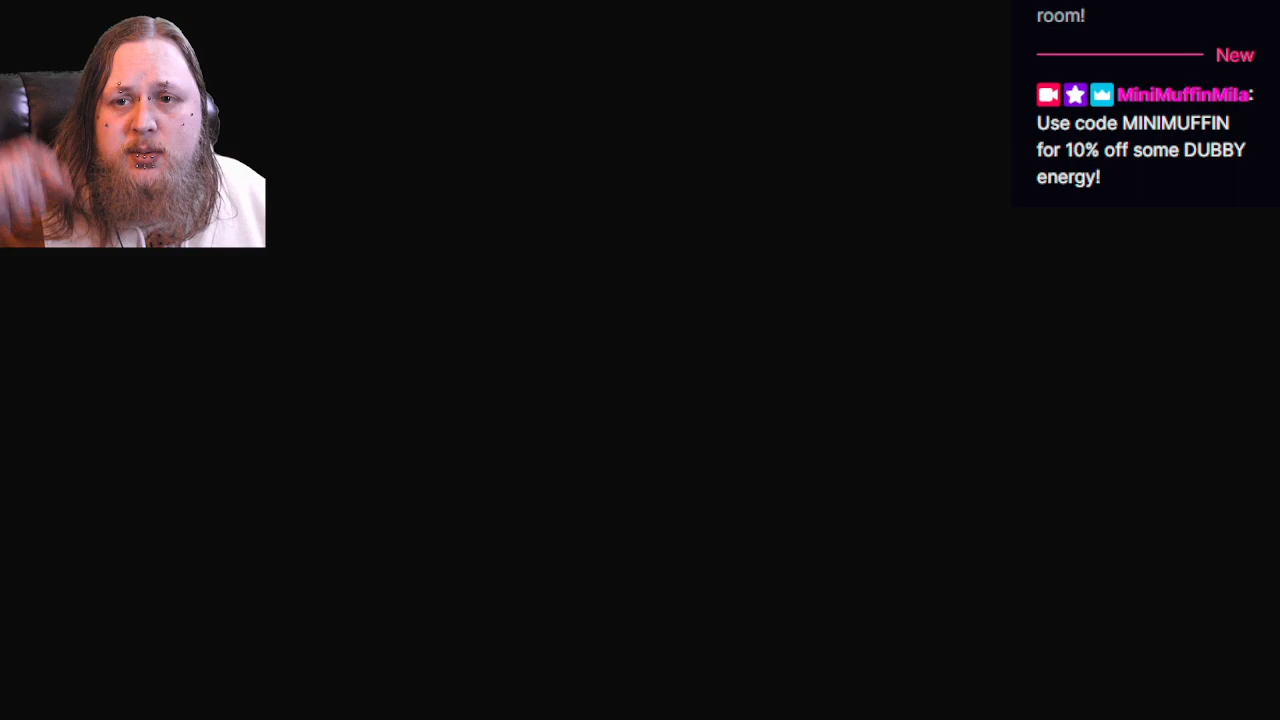 room!
New
MiniMuffinMila:
Use code MINIMUFFIN
for 10% off some DUBBY
energy!